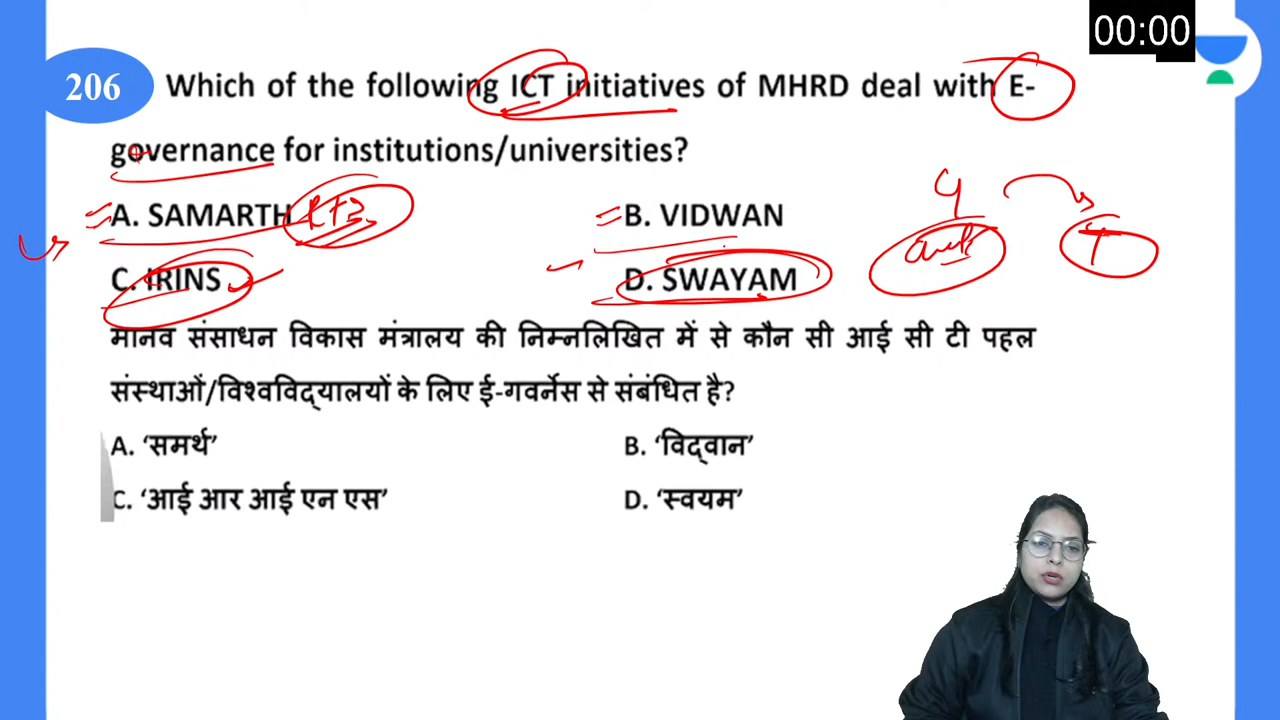 00:00
206
Which of the following ICT initiatives of MHRD deal with E-
governance for institutions/universities?
A. SAMARTH
B. VIDWAN
C. IRINS
D. SWAYAM
मानव संसाधन विकास मंत्रालय की निम्नलिखित में से कौन सी आई सी टी पहल
संस्थाओं/विश्वविद्यालयों के लिए ई-गवर्नेस से संबंधित है?
A. ‘समर्थ’
B. ‘विद्वान’
C. ‘आई आर आई एन एस’
D. ‘स्वयम’